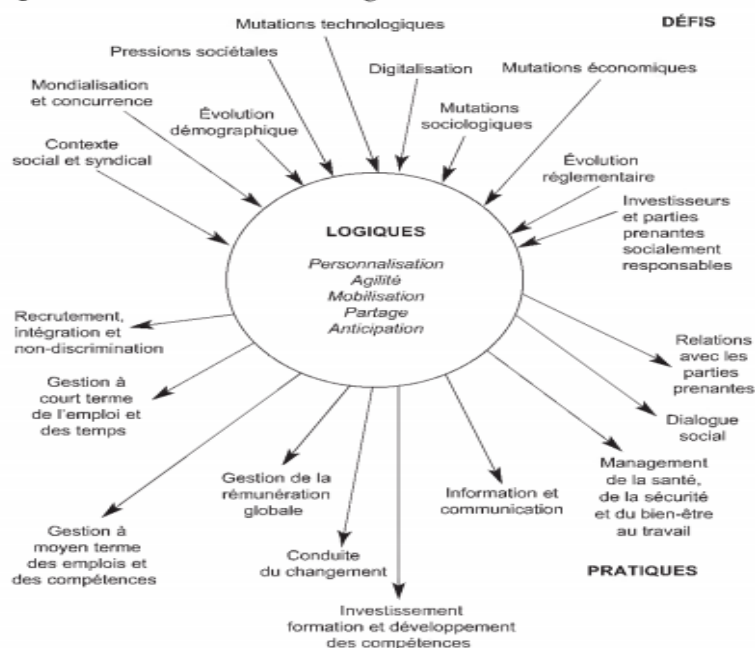 Mutations technologiques
DÉFIS
Pressions sociétales
Digitalisation
Mutations économiques
Mondialisation
et concurrence
Évolution
démographique
Mutations
sociologiques
Contexte
social et syndical
Évolution
réglementaire
Investisseurs
et parties
prenantes
socialement
responsables
LOGIQUES
Personnalisation
Agilité
Mobilisation
Partage
Anticipation
Recrutement,
intégration et
non-discrimination
Relations
avec les
parties
prenantes
Gestion à
court terme
de l'emploi et
des temps
Dialogue
social
Gestion de la
rémunération
globale
Information et
communication
Management
de la santé,
de la sécurité
et du bien-être
au travail
Gestion à
moyen terme
des emplois et
des compétences
Conduite
du changement
PRATIQUES
Investissement
formation et développement
des compétences